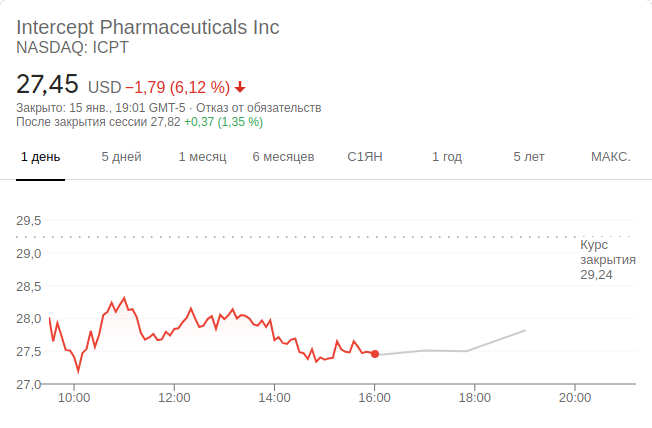 Intercept Pharmaceuticals Inc
NASDAQ: ICPT
27,45 USD −1,79 (6,12 %)
Закрыто: 15 янв., 19:01 GMT-5 · Отказ от обязательств
После закрытия сессии 27,82 +0,37 (1,35 %)
1 день 5 дней 1 месяц 6 месяцев С1ЯН 1 год 5 лет МАКС.
29,5
Курс
29,0
закрытия
29,24
28,5
28,0
27,5
27,0
10:00 12:00 14:00 16:00 18:00 20:00